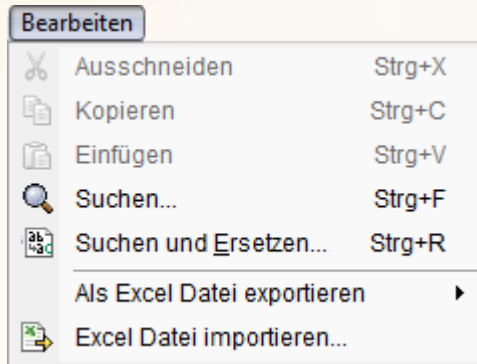 Bearbeiten
Ausschneiden Strg+X
Kopieren Strg+C
Einfügen Strg+V
Suchen... Strg+F
Suchen und Ersetzen... Strg+R
Als Excel Datei exportieren
Excel Datei importieren...